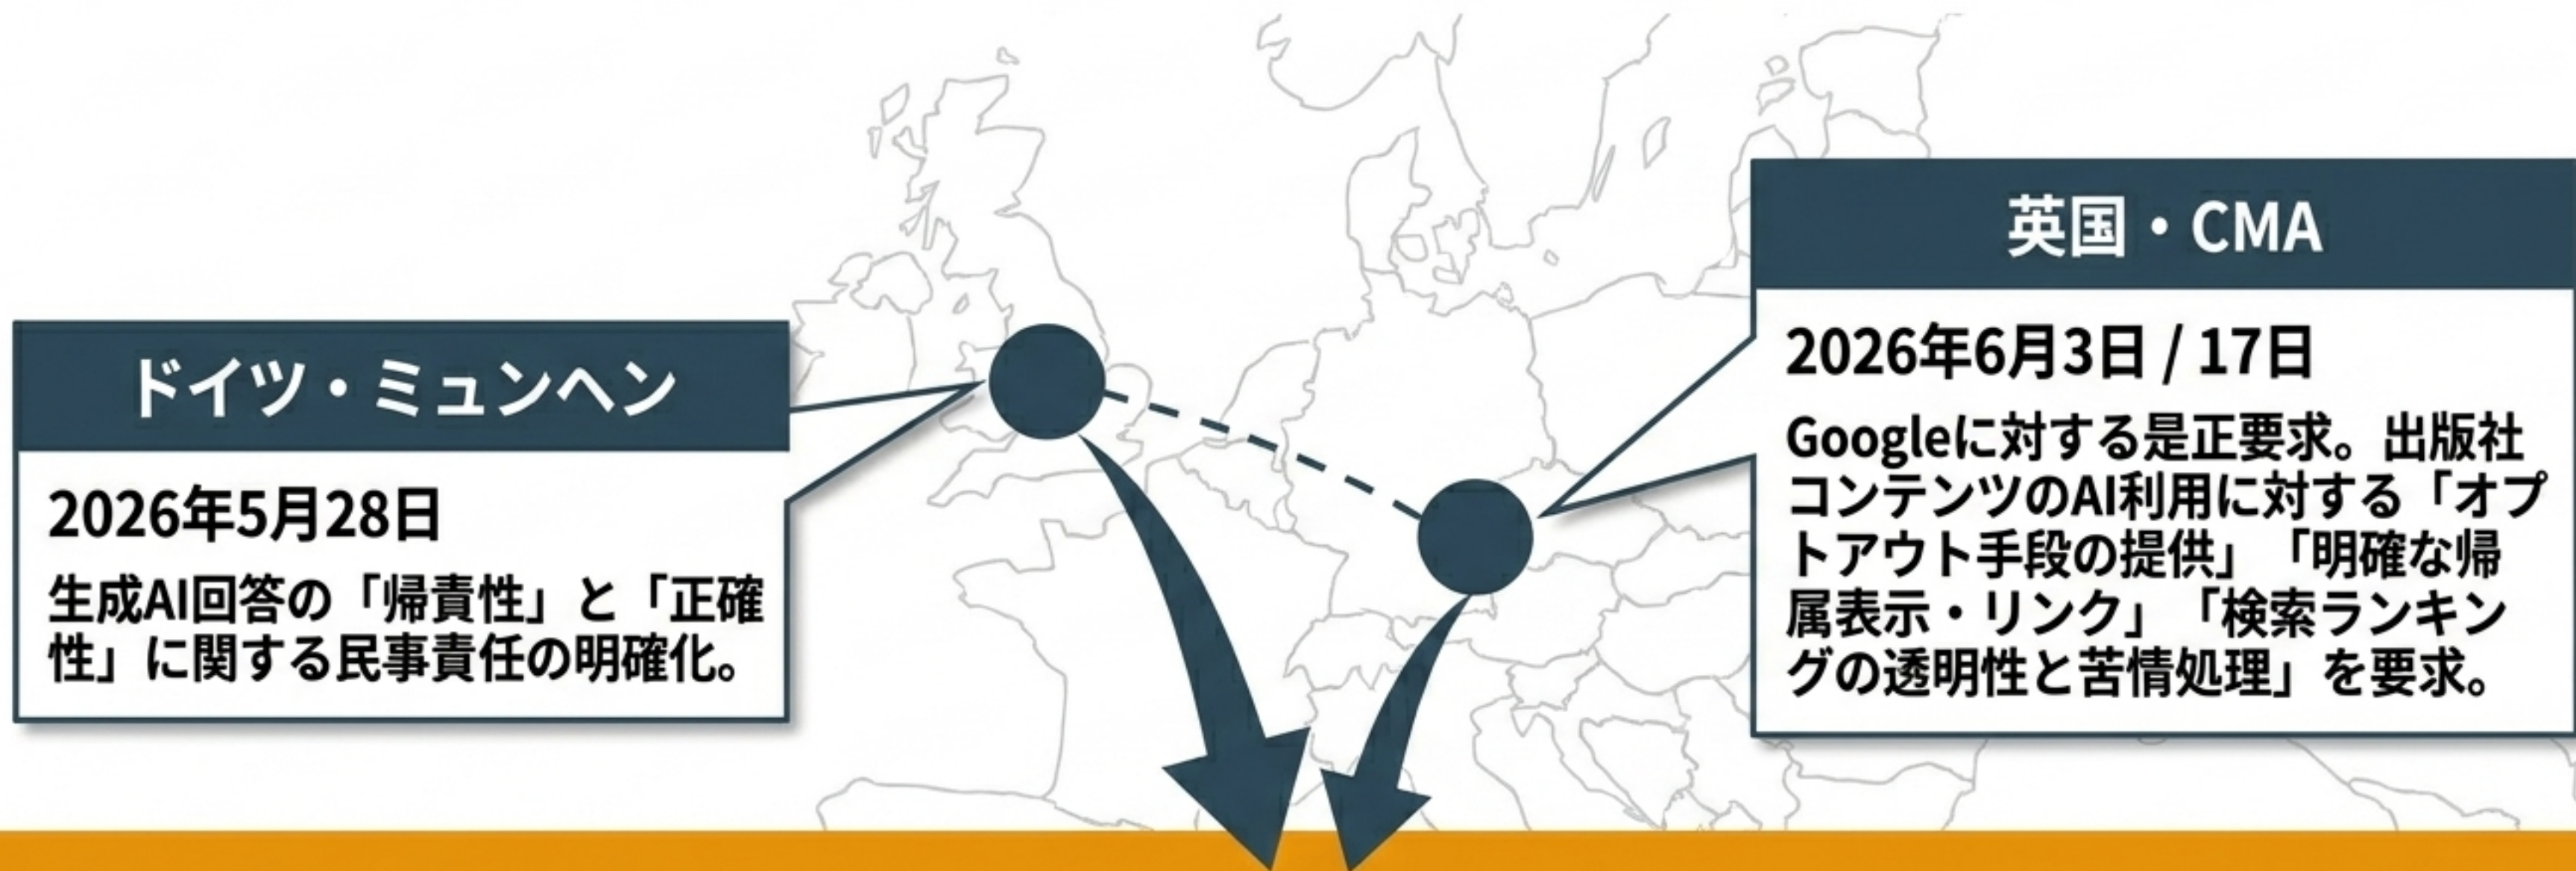 ドイツ・ミュンヘン
2026年5月28日
生成AI回答の「帰責性」と「正確
性」に関する民事責任の明確化。
英国・CMA
2026年6月3日 / 17日
Googleに対する是正要求。出版社
コンテンツのAI利用に対する「オプ
トアウト手段の提供」「明確な帰
属表示・リンク」「検索ランキン
グの透明性と苦情処理」を要求。